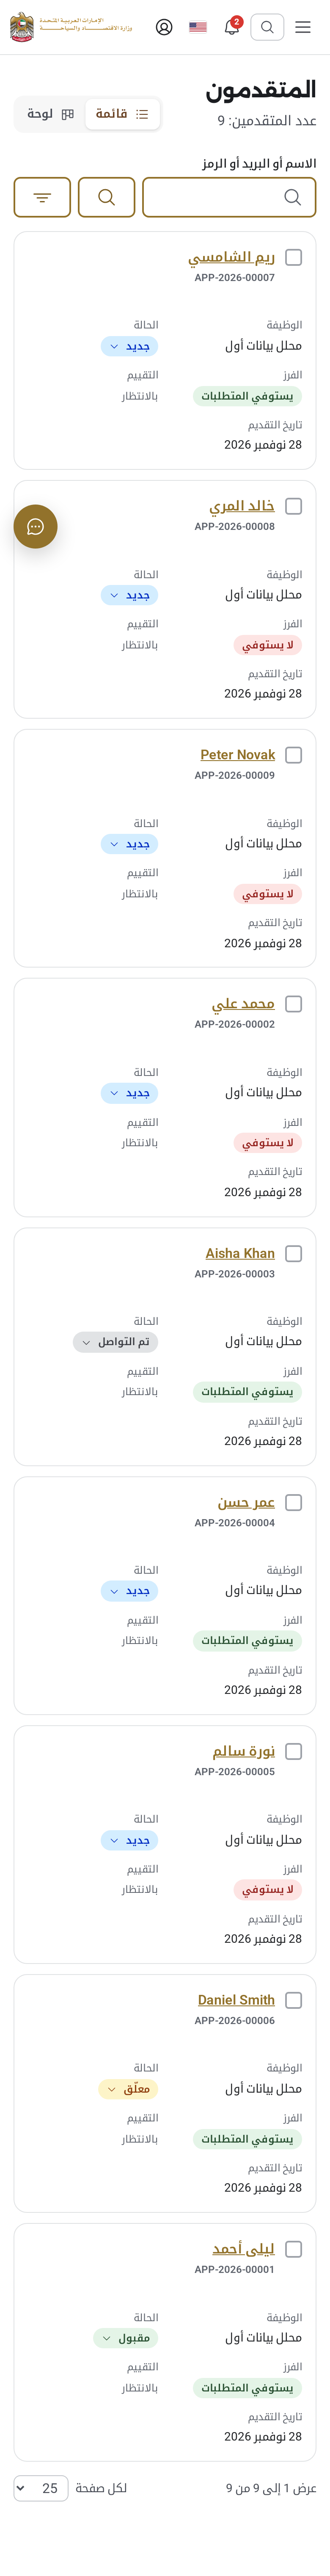 2
الإمارات العربية المتحدة
وزارة الاقتصاد والسياحة
المتقدمون
عدد المتقدمين: 9
قائمة
لوحة
الاسم أو البريد أو الرمز
ريم الشامسي
APP-2026-00007
الوظيفة
الحالة
محلل بيانات أول
جديد
الفرز
التقييم
يستوفي المتطلبات
بالانتظار
تاريخ التقديم
28 نوفمبر 2026
خالد المري
APP-2026-00008
الوظيفة
الحالة
محلل بيانات أول
جديد
الفرز
التقييم
لا يستوفي
بالانتظار
تاريخ التقديم
28 نوفمبر 2026
Peter Novak
APP-2026-00009
الوظيفة
الحالة
محلل بيانات أول
جديد
الفرز
التقييم
لا يستوفي
بالانتظار
تاريخ التقديم
28 نوفمبر 2026
محمد علي
APP-2026-00002
الوظيفة
الحالة
محلل بيانات أول
جديد
الفرز
التقييم
لا يستوفي
بالانتظار
تاريخ التقديم
28 نوفمبر 2026
Aisha Khan
APP-2026-00003
الوظيفة
الحالة
محلل بيانات أول
تم التواصل
الفرز
التقييم
يستوفي المتطلبات
بالانتظار
تاريخ التقديم
28 نوفمبر 2026
عمر حسن
APP-2026-00004
الوظيفة
الحالة
محلل بيانات أول
جديد
الفرز
التقييم
يستوفي المتطلبات
بالانتظار
تاريخ التقديم
28 نوفمبر 2026
نورة سالم
APP-2026-00005
الوظيفة
الحالة
محلل بيانات أول
جديد
الفرز
التقييم
لا يستوفي
بالانتظار
تاريخ التقديم
28 نوفمبر 2026
Daniel Smith
APP-2026-00006
الوظيفة
الحالة
محلل بيانات أول
معلّق
الفرز
التقييم
يستوفي المتطلبات
بالانتظار
تاريخ التقديم
28 نوفمبر 2026
ليلى أحمد
APP-2026-00001
الوظيفة
الحالة
محلل بيانات أول
مقبول
الفرز
التقييم
يستوفي المتطلبات
بالانتظار
تاريخ التقديم
28 نوفمبر 2026
عرض 1 إلى 9 من 9
لكل صفحة
25